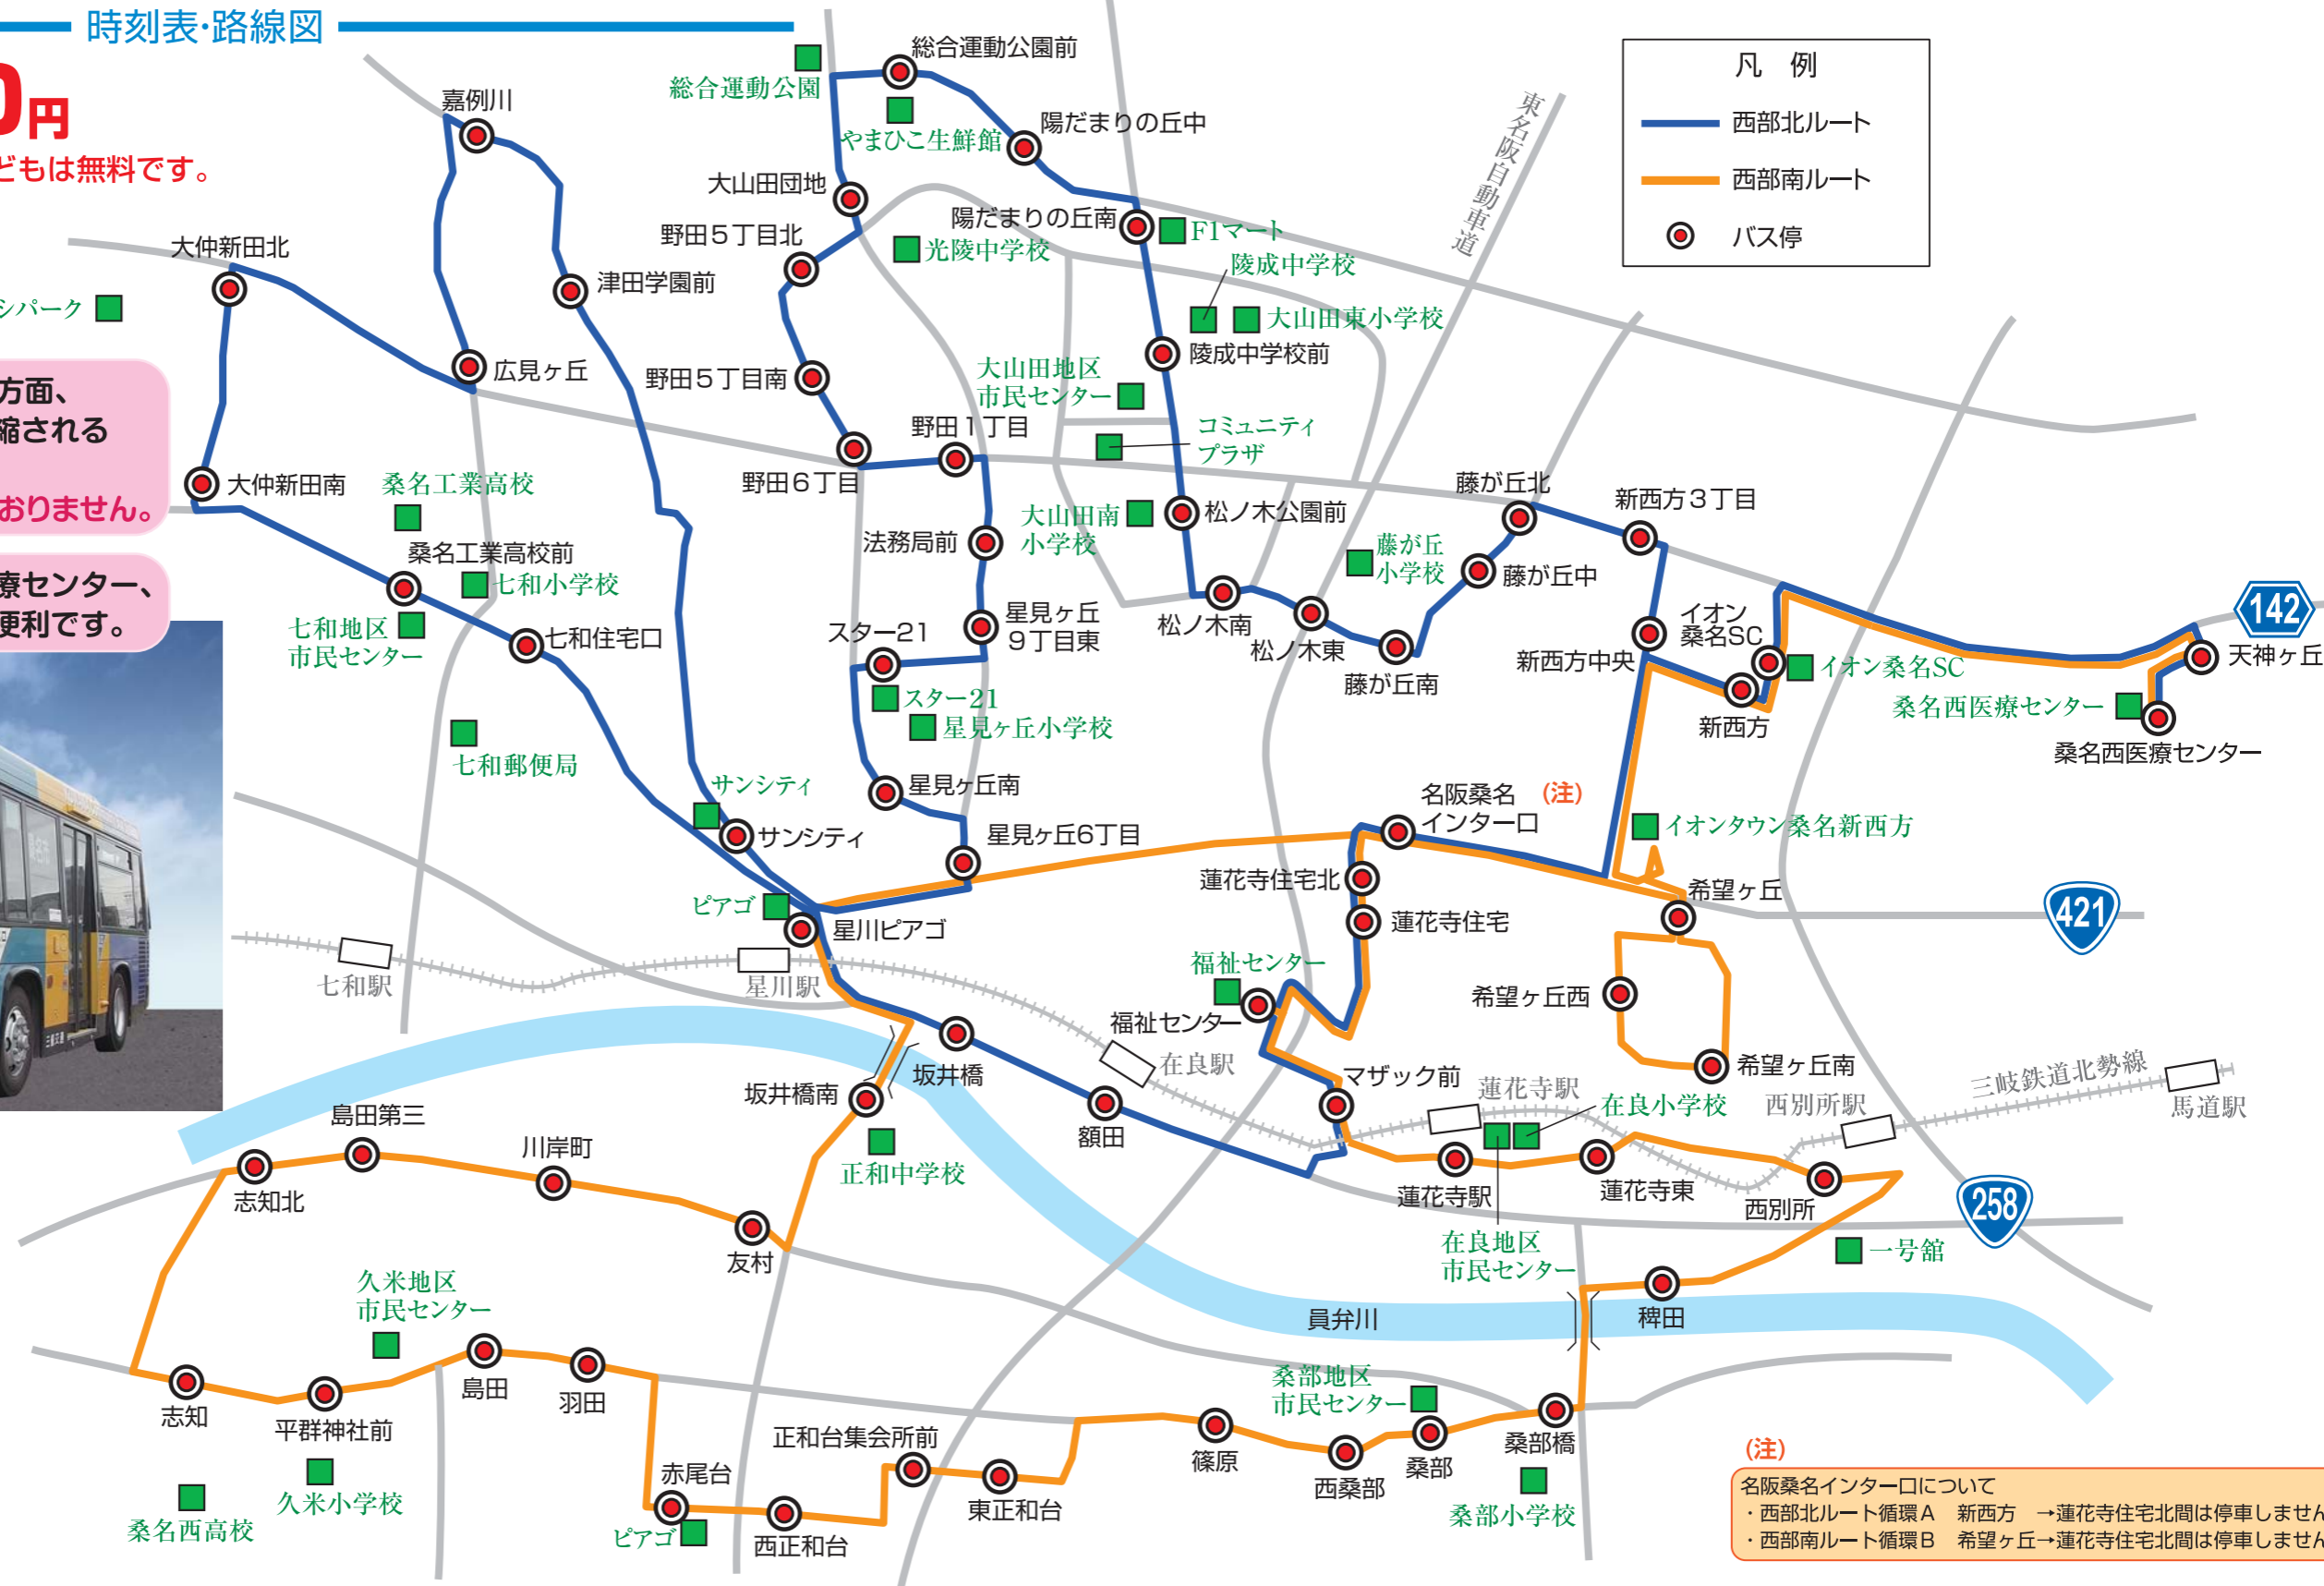 時刻表・路線図
0円
どもは無料です。
方面、
縮される
おりません。
療センター、
便利です。
凡 例
西部北ルート
西部南ルート
バス停
総合運動公園前
総合運動公園
やまひこ生鮮館
陽だまりの丘中
嘉例川
大山田団地
陽だまりの丘南
F1マート
野田5丁目北
光陵中学校
陵成中学校
東名阪自動車道
大仲新田北
津田学園前
シパーク
大山田東小学校
陵成中学校前
広見ヶ丘
野田5丁目南
大山田地区
市民センター
野田1丁目
コミュニティ
プラザ
大仲新田南
桑名工業高校
野田6丁目
藤が丘北
新西方3丁目
法務局前
大山田南
小学校
松ノ木公園前
桑名工業高校前
七和小学校
藤が丘
小学校
藤が丘中
七和地区
市民センター
七和住宅口
スター21
星見ヶ丘
9丁目東
松ノ木南
松ノ木東
藤が丘南
イオン
桑名SC
新西方中央
イオン桑名SC
142
天神ヶ丘
スター21
星見ヶ丘小学校
新西方
桑名西医療センター
桑名西医療センター
七和郵便局
サンシティ
星見ヶ丘南
サンシティ
星見ヶ丘6丁目
名阪桑名
インター口
(注)
イオンタウン桑名新西方
蓮花寺住宅北
希望ヶ丘
ピアゴ
星川ピアゴ
蓮花寺住宅
421
七和駅
星川駅
福祉センター
福祉センター
希望ヶ丘西
坂井橋
在良駅
マザック前
希望ヶ丘南
坂井橋南
額田
蓮花寺駅
在良小学校
西別所駅
三岐鉄道北勢線
馬道駅
島田第三
川岸町
正和中学校
志知北
蓮花寺駅
蓮花寺東
西別所
258
友村
在良地区
市民センター
一号舘
久米地区
市民センター
員弁川
稗田
島田
羽田
桑部地区
市民センター
志知
平群神社前
正和台集会所前
篠原
西桑部
桑部
桑部橋
赤尾台
東正和台
久米小学校
桑名西高校
ピアゴ
西正和台
桑部小学校
(注)
名阪桑名インター口について
・西部北ルート循環A 新西方 →蓮花寺住宅北間は停車しません
・西部南ルート循環B 希望ヶ丘→蓮花寺住宅北間は停車しません